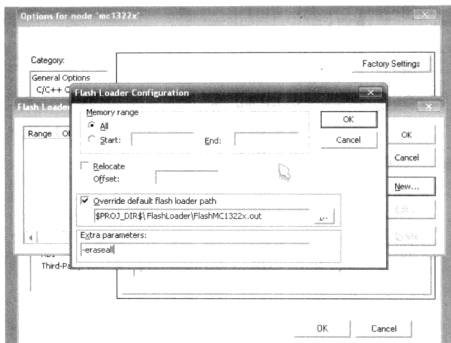 Options for node "mc1322x"
Category:
Factory Settings
General Options
C/C++ C
Flash Loader Configuration
Memory range
All
Start:
End:
OK
Cancel
Relocate
Offset:
Override default flash loader path
$PROJ_DIR$\FlashLoader\FlashMC1322x.out
Extra parameters:
-eraseall
Flash Loader
Range
OK
Cancel
New...
Third-Pa
OK
Cancel